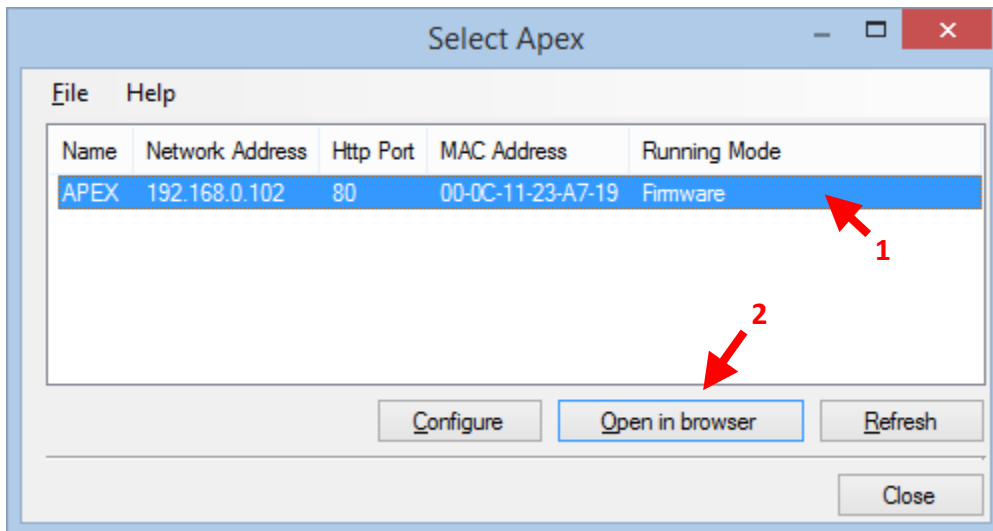 Select Apex
File Help
Name Network Address Http Port MAC Address Running Mode
APEX 192.168.0.102 80 00-0C-11-23-A7-19 Firmware
1
2
Configure Open in browser Refresh
Close